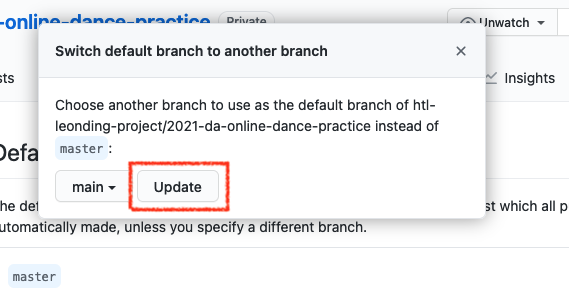 -online-dance-practice Private
Unwatch
Switch default branch to another branch
sts
Insights
Choose another branch to use as the default branch of htl-
leonding-project/2021-da-online-dance-practice instead of
master :
Defa
main Update
he def
st which all p
utomatically made, unless you specify a different branch.
master